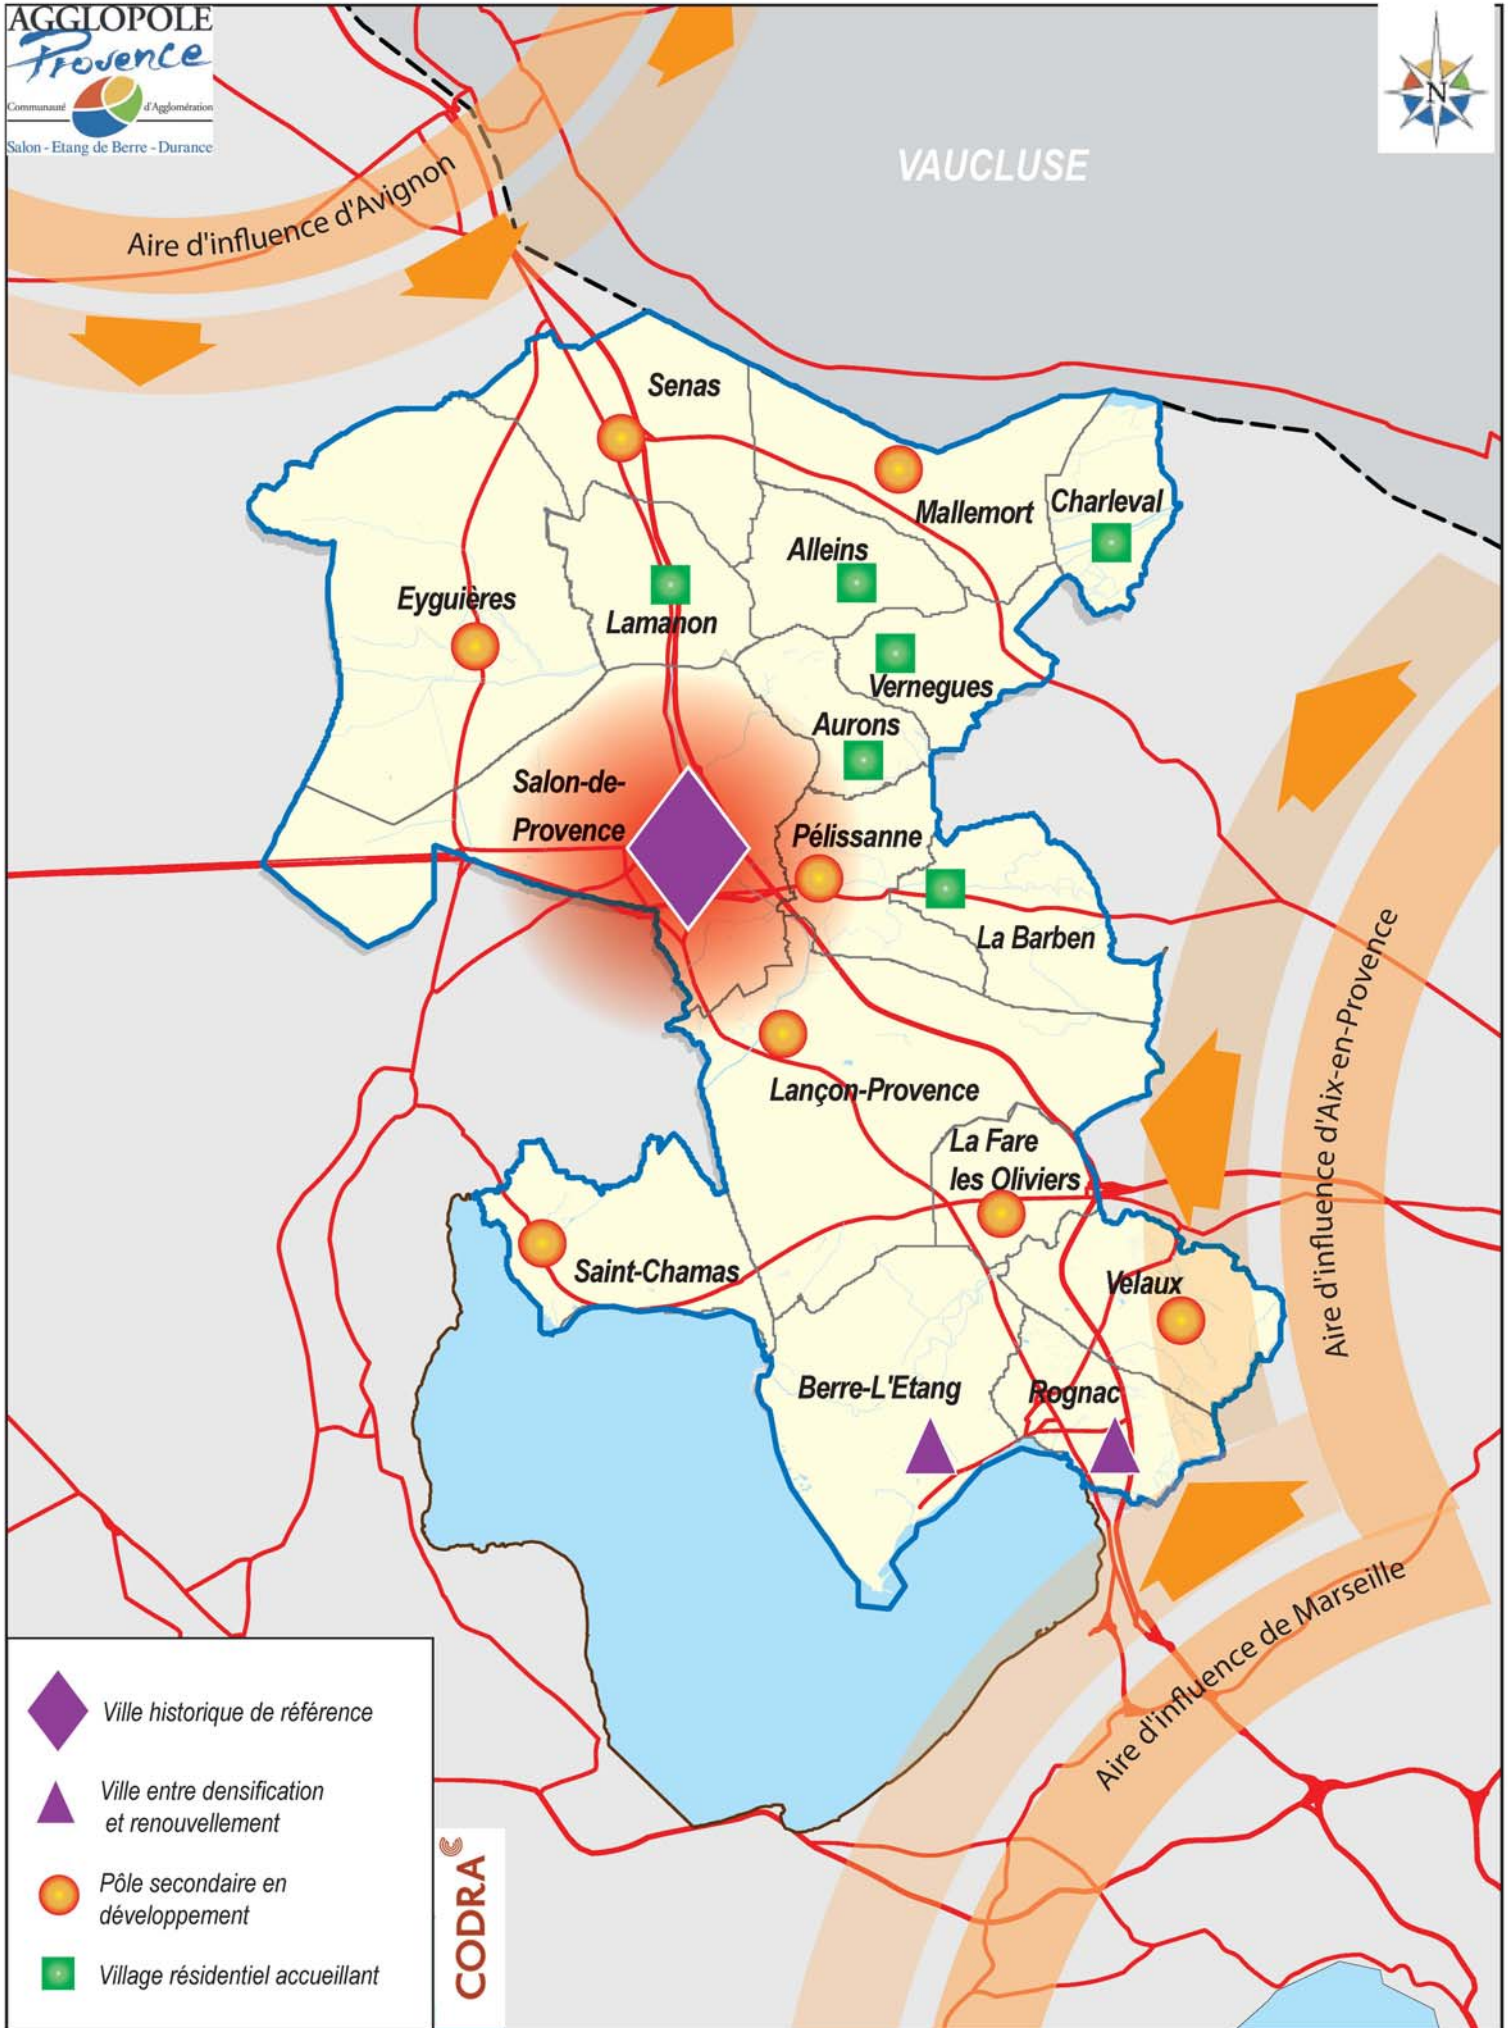 AGGLOPOLE
Provence
Communauté d'Agglomération
Salon - Etang de Berre - Durance
N
VAUCLUSE
Aire d'influence d'Avignon
Senas
Mallemort
Charleval
Alleins
Eyguières
Lamanon
Vernegues
Aurons
Salon-de-
Provence
Pélissanne
La Barben
Aire d'influence d'Aix-en-Provence
Lançon-Provence
La Fare
les Oliviers
Saint-Chamas
Velaux
Berre-L'Etang
Rognac
Aire d'influence de Marseille
Ville historique de référence
Ville entre densification
et renouvellement
Pôle secondaire en
développement
Village résidentiel accueillant
CODRA